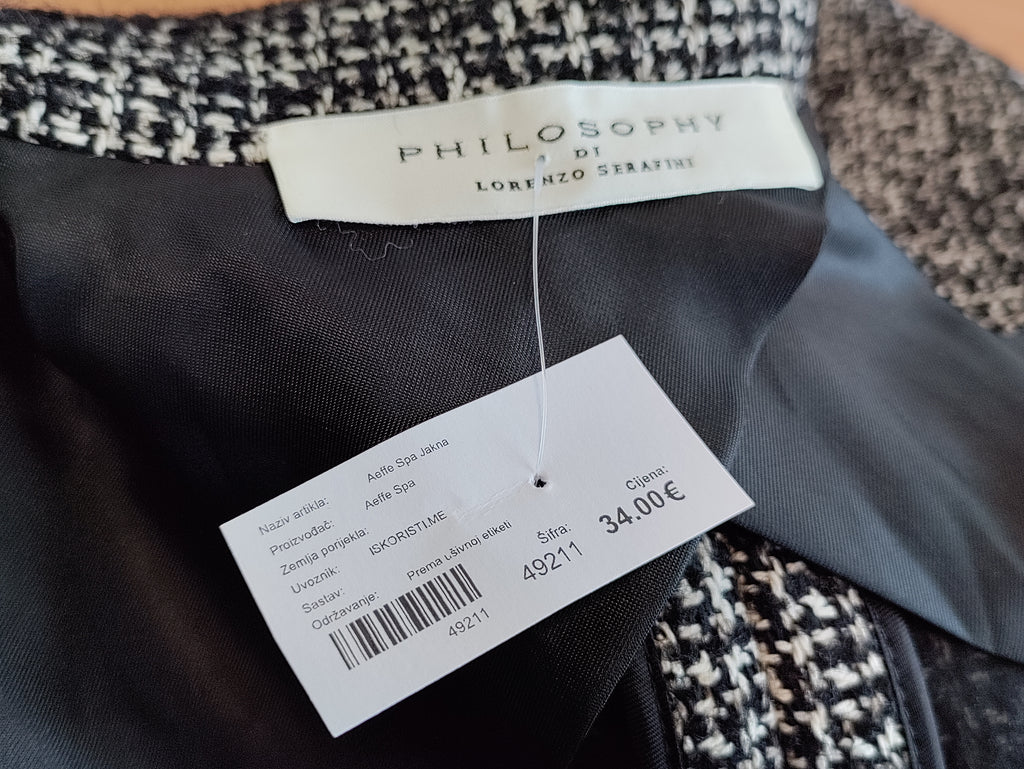 PHILOSOPHY
DI
LORENZO SERAFINI
Naziv artikla: Aeffe Spa Jakna
Proizvođač: Aeffe Spa
Zemlja porijekla:
Uvoznik: ISKORISTI.ME
Sastav:
Održavanje: Prema ušivnoj etiketi
49211
Šifra:
49211
Cijena:
34.00€